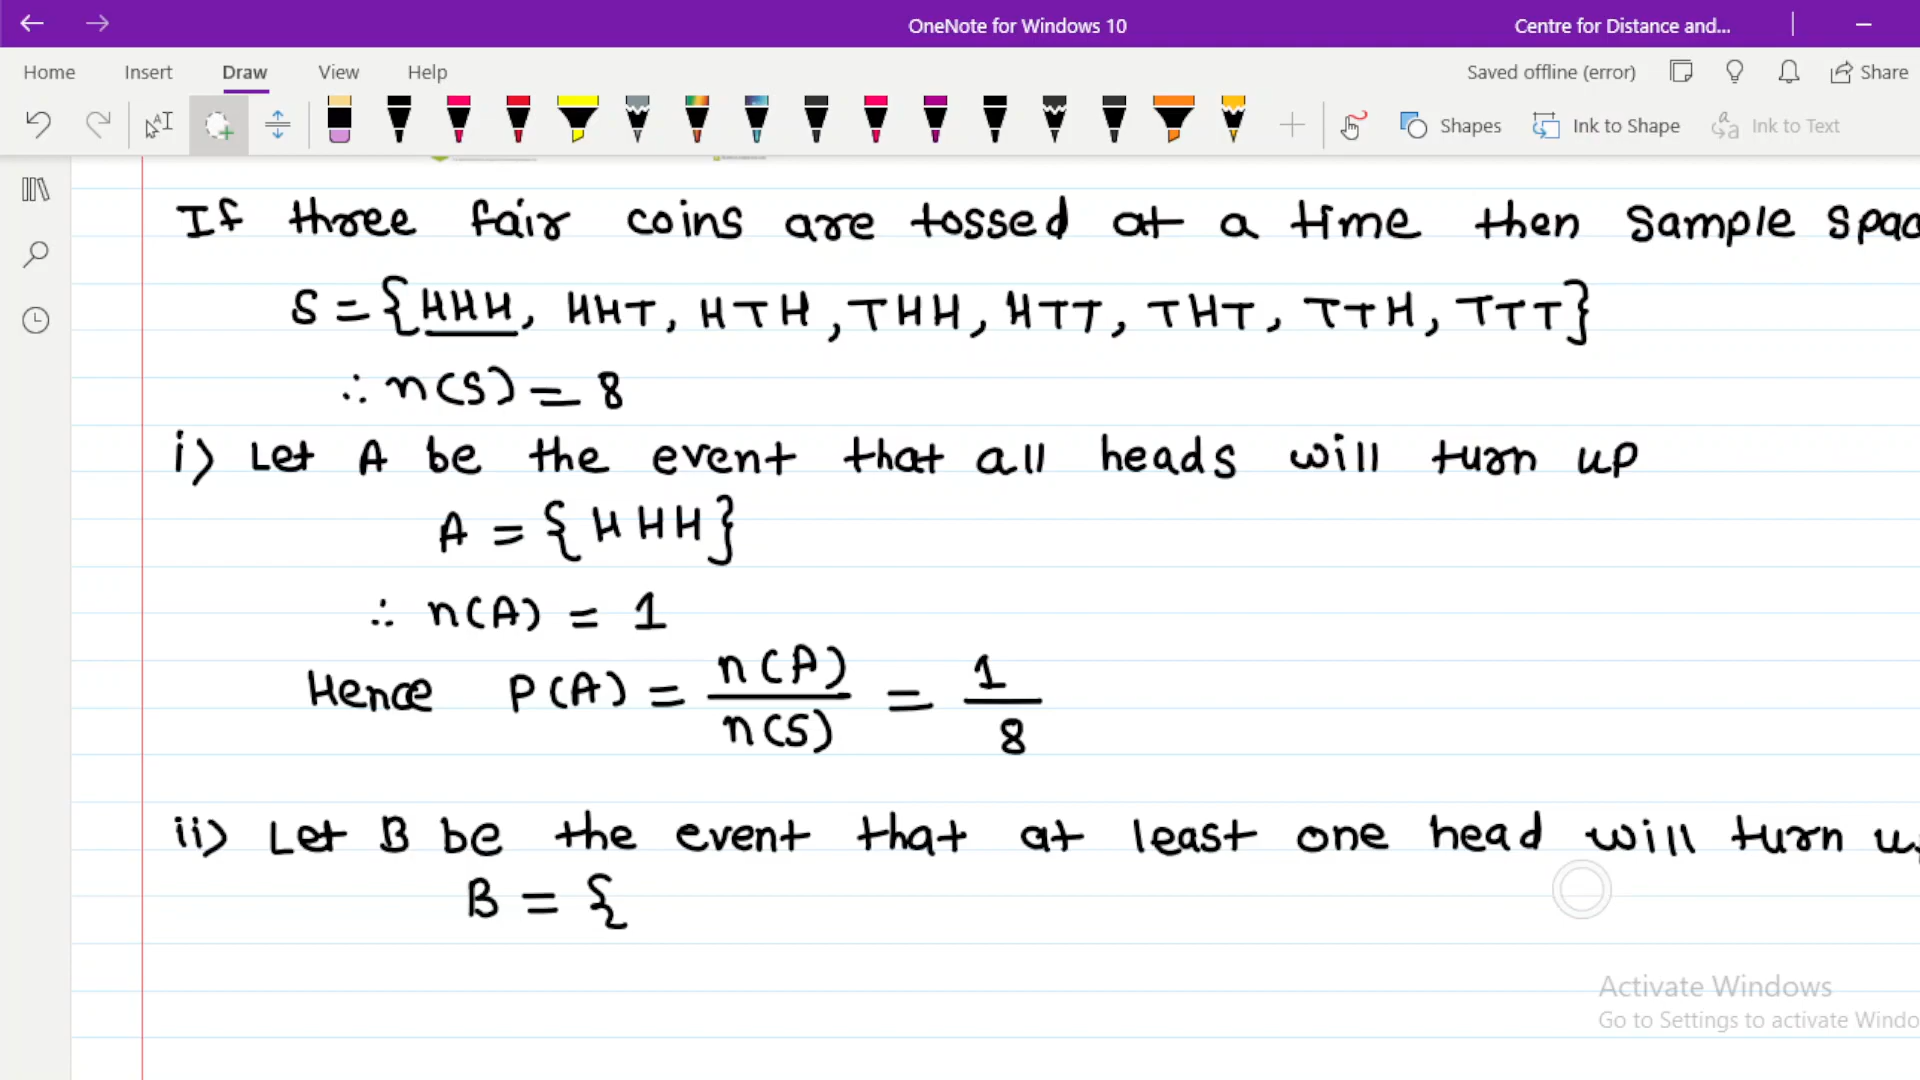 OneNote for Windows 10
Centre for Distance and...
Home Insert Draw View Help
Saved offline (error) Share
Shapes Ink to Shape Ink to Text
If three fair coins are tossed at a time then sample spac
S = {HHH, HHT, HTH, THH, HTT, THT, TTH, TTT}
∴ n(S) = 8
i) Let A be the event that all heads will turn up
A = {HHH}
∴ n(A) = 1
Hence P(A) = n(A)/n(S) = 1/8
ii) Let B be the event that at least one head will turn u
B = {
Activate Windows
Go to Settings to activate Windo